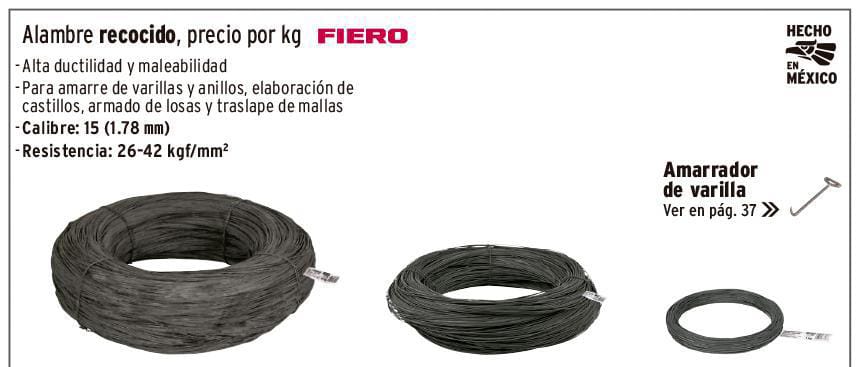 Alambre recocido, precio por kg FIERO
HECHO
EN
MÉXICO
-Alta ductilidad y maleabilidad
-Para amarre de varillas y anillos, elaboración de
castillos, armado de losas y traslape de mallas
-Calibre: 15 (1.78 mm)
-Resistencia: 26-42 kgf/mm²
Amarrador
de varilla
Ver en pág. 37